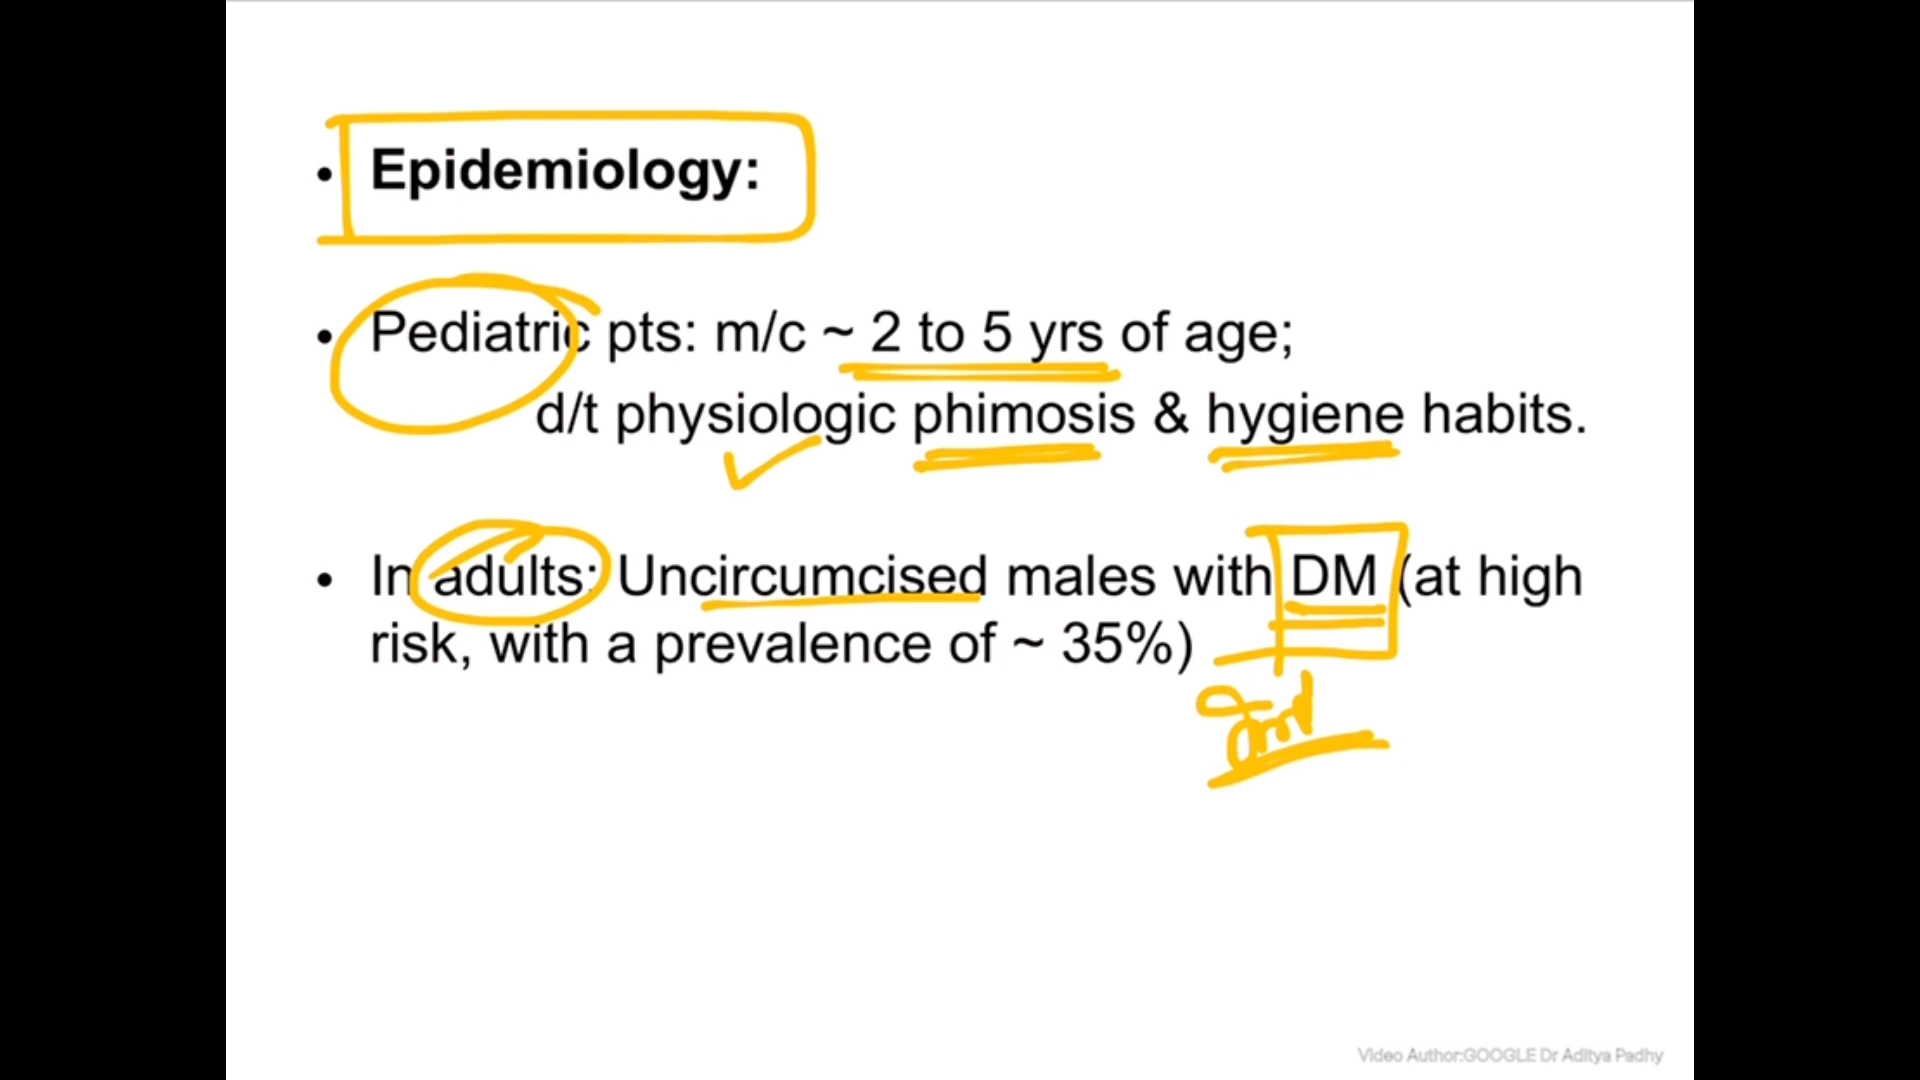 • Epidemiology:
• Pediatric pts: m/c ~ 2 to 5 yrs of age;
d/t physiologic phimosis & hygiene habits.
• In adults: Uncircumcised males with DM (at high
risk, with a prevalence of ~ 35%)
Video Author:GOOGLE Dr Aditya Padhy